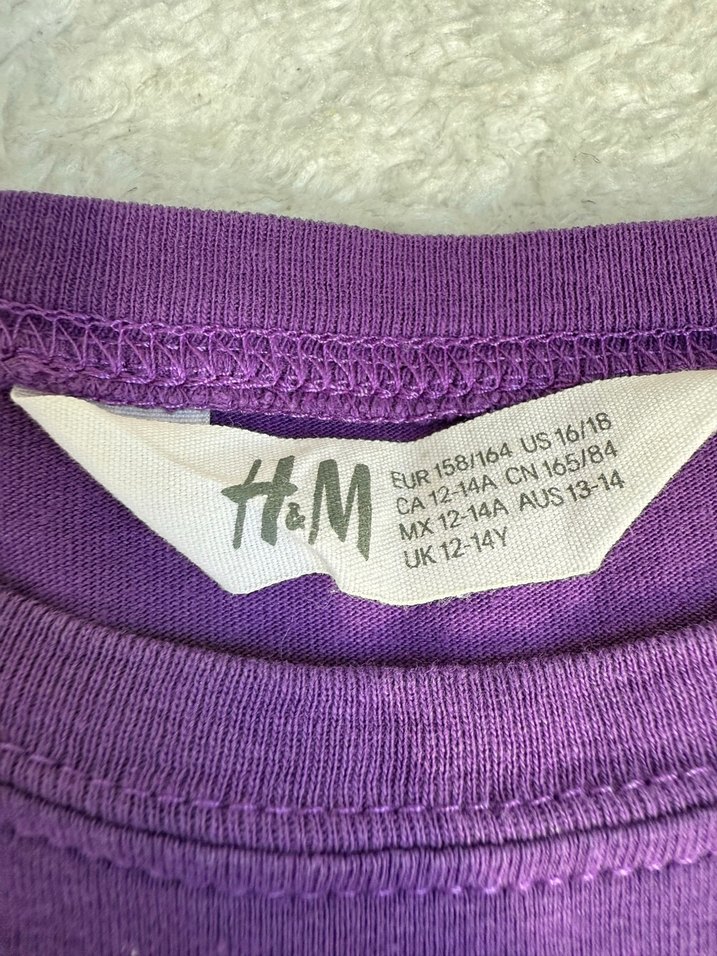 H&M
EUR 158/164 US 16/18
CA 12-14A CN 165/84
MX 12-14A AUS 13-14
UK 12-14Y